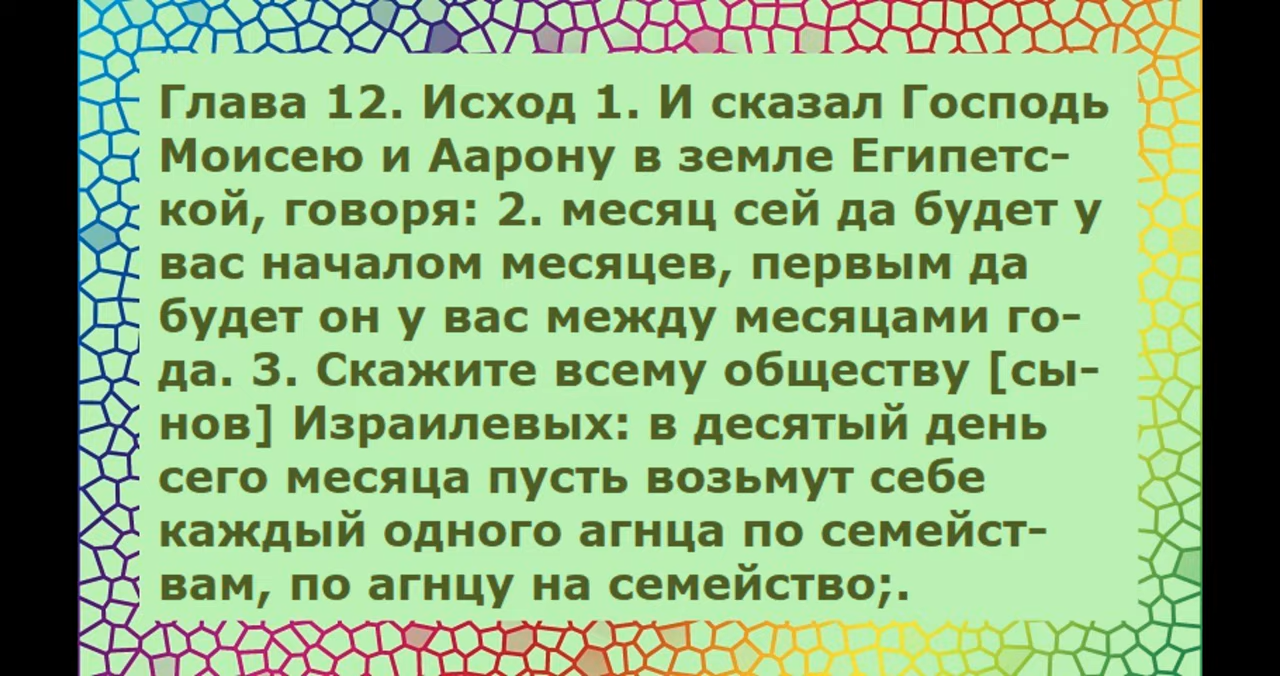 Глава 12. Исход 1. И сказал Господь
Моисею и Аарону в земле Египетс-
кой, говоря: 2. месяц сей да будет у
вас началом месяцев, первым да
будет он у вас между месяцами го-
да. 3. Скажите всему обществу [сы-
нов] Израилевых: в десятый день
сего месяца пусть возьмут себе
каждый одного агнца по семейст-
вам, по агнцу на семейство;.